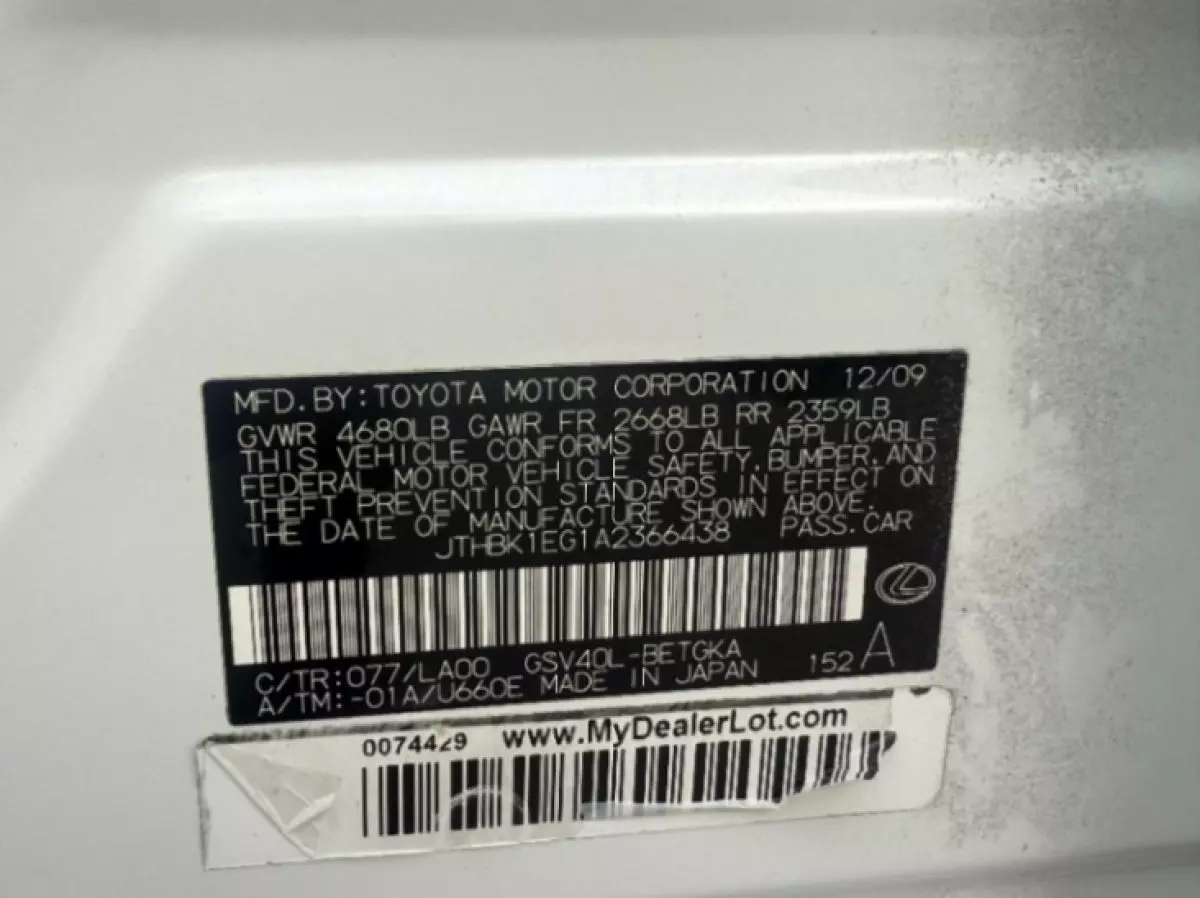 MFD. BY: TOYOTA MOTOR CORPORATION 12/09
GVWR 4680LB GAWR FR 2668LB RR 2359LB
THIS VEHICLE CONFORMS TO ALL APPLICABLE
FEDERAL MOTOR VEHICLE SAFETY, BUMPER, AND
THEFT PREVENTION STANDARDS IN EFFECT ON
THE DATE OF MANUFACTURE SHOWN ABOVE.
JTHBK1EG1A2366438 PASS. CAR
C/TR: 077/LA00 GSV40L-BETGKA
A/TM: -01A/U660E MADE IN JAPAN 152 A
0074429 www.MyDealerLot.com